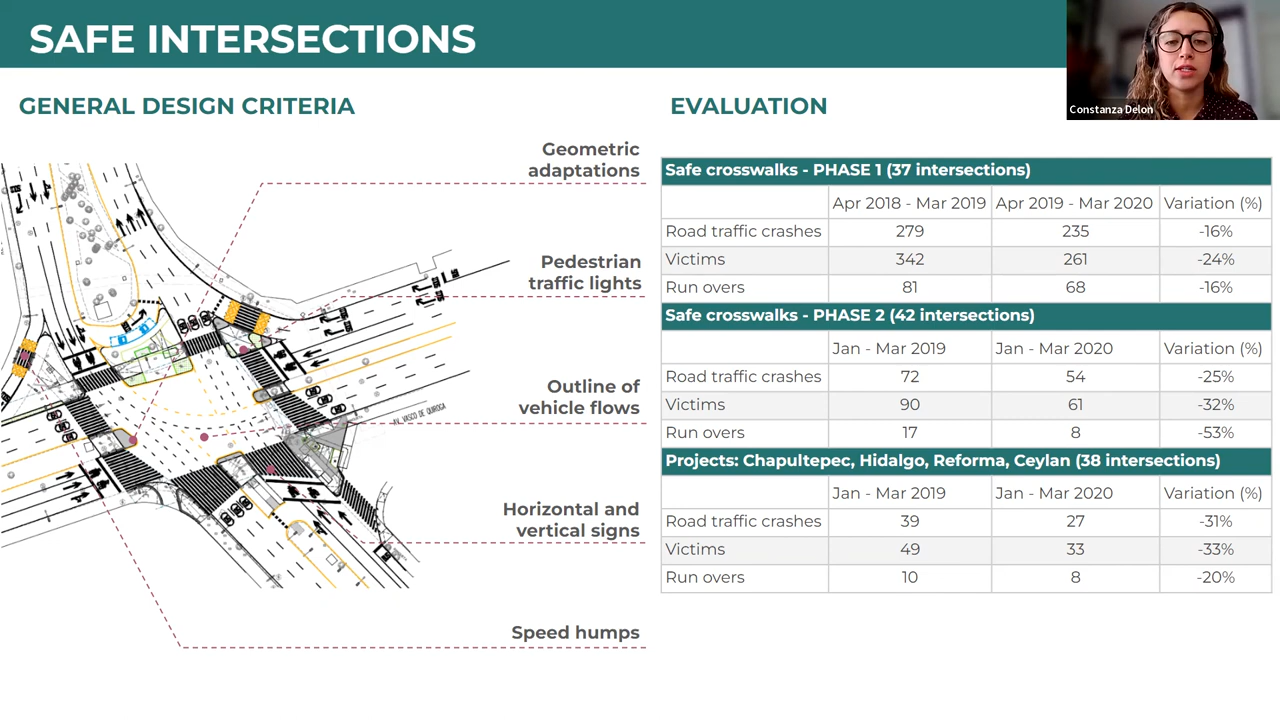 SAFE INTERSECTIONS
Constanza Delon
GENERAL DESIGN CRITERIA
Geometric
adaptations
Pedestrian
traffic lights
Outline of
vehicle flows
AV. VASCO DE QUIROGA
Horizontal and
vertical signs
Speed humps
EVALUATION
Safe crosswalks - PHASE 1 (37 intersections)
Apr 2018 - Mar 2019 Apr 2019 - Mar 2020 Variation (%)
Road traffic crashes 279 235 -16%
Victims 342 261 -24%
Run overs 81 68 -16%
Safe crosswalks - PHASE 2 (42 intersections)
Jan - Mar 2019 Jan - Mar 2020 Variation (%)
Road traffic crashes 72 54 -25%
Victims 90 61 -32%
Run overs 17 8 -53%
Projects: Chapultepec, Hidalgo, Reforma, Ceylan (38 intersections)
Jan - Mar 2019 Jan - Mar 2020 Variation (%)
Road traffic crashes 39 27 -31%
Victims 49 33 -33%
Run overs 10 8 -20%